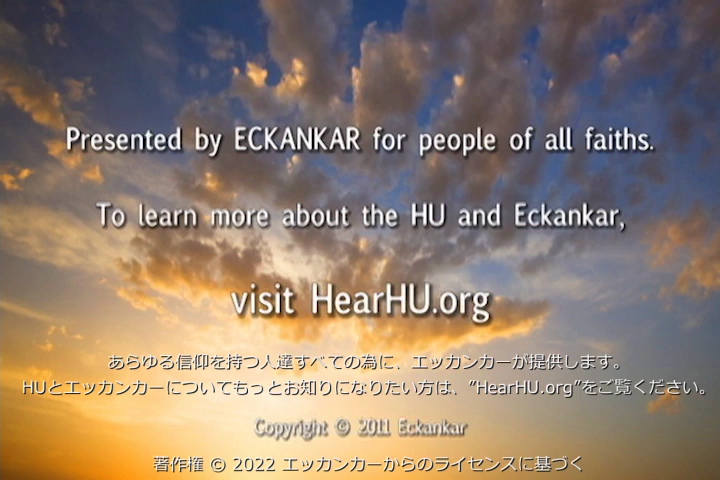 Presented by ECKANKAR for people of all faiths.
To learn more about the HU and Eckankar,
visit HearHU.org
あらゆる信仰を持つ人達すべての為に、エッカンカーが提供します。
HUとエッカンカーについてもっとお知りになりたい方は、”HearHU.org”をご覧ください。
Copyright © 2011 Eckankar
著作権 © 2022 エッカンカーからのライセンスに基づく